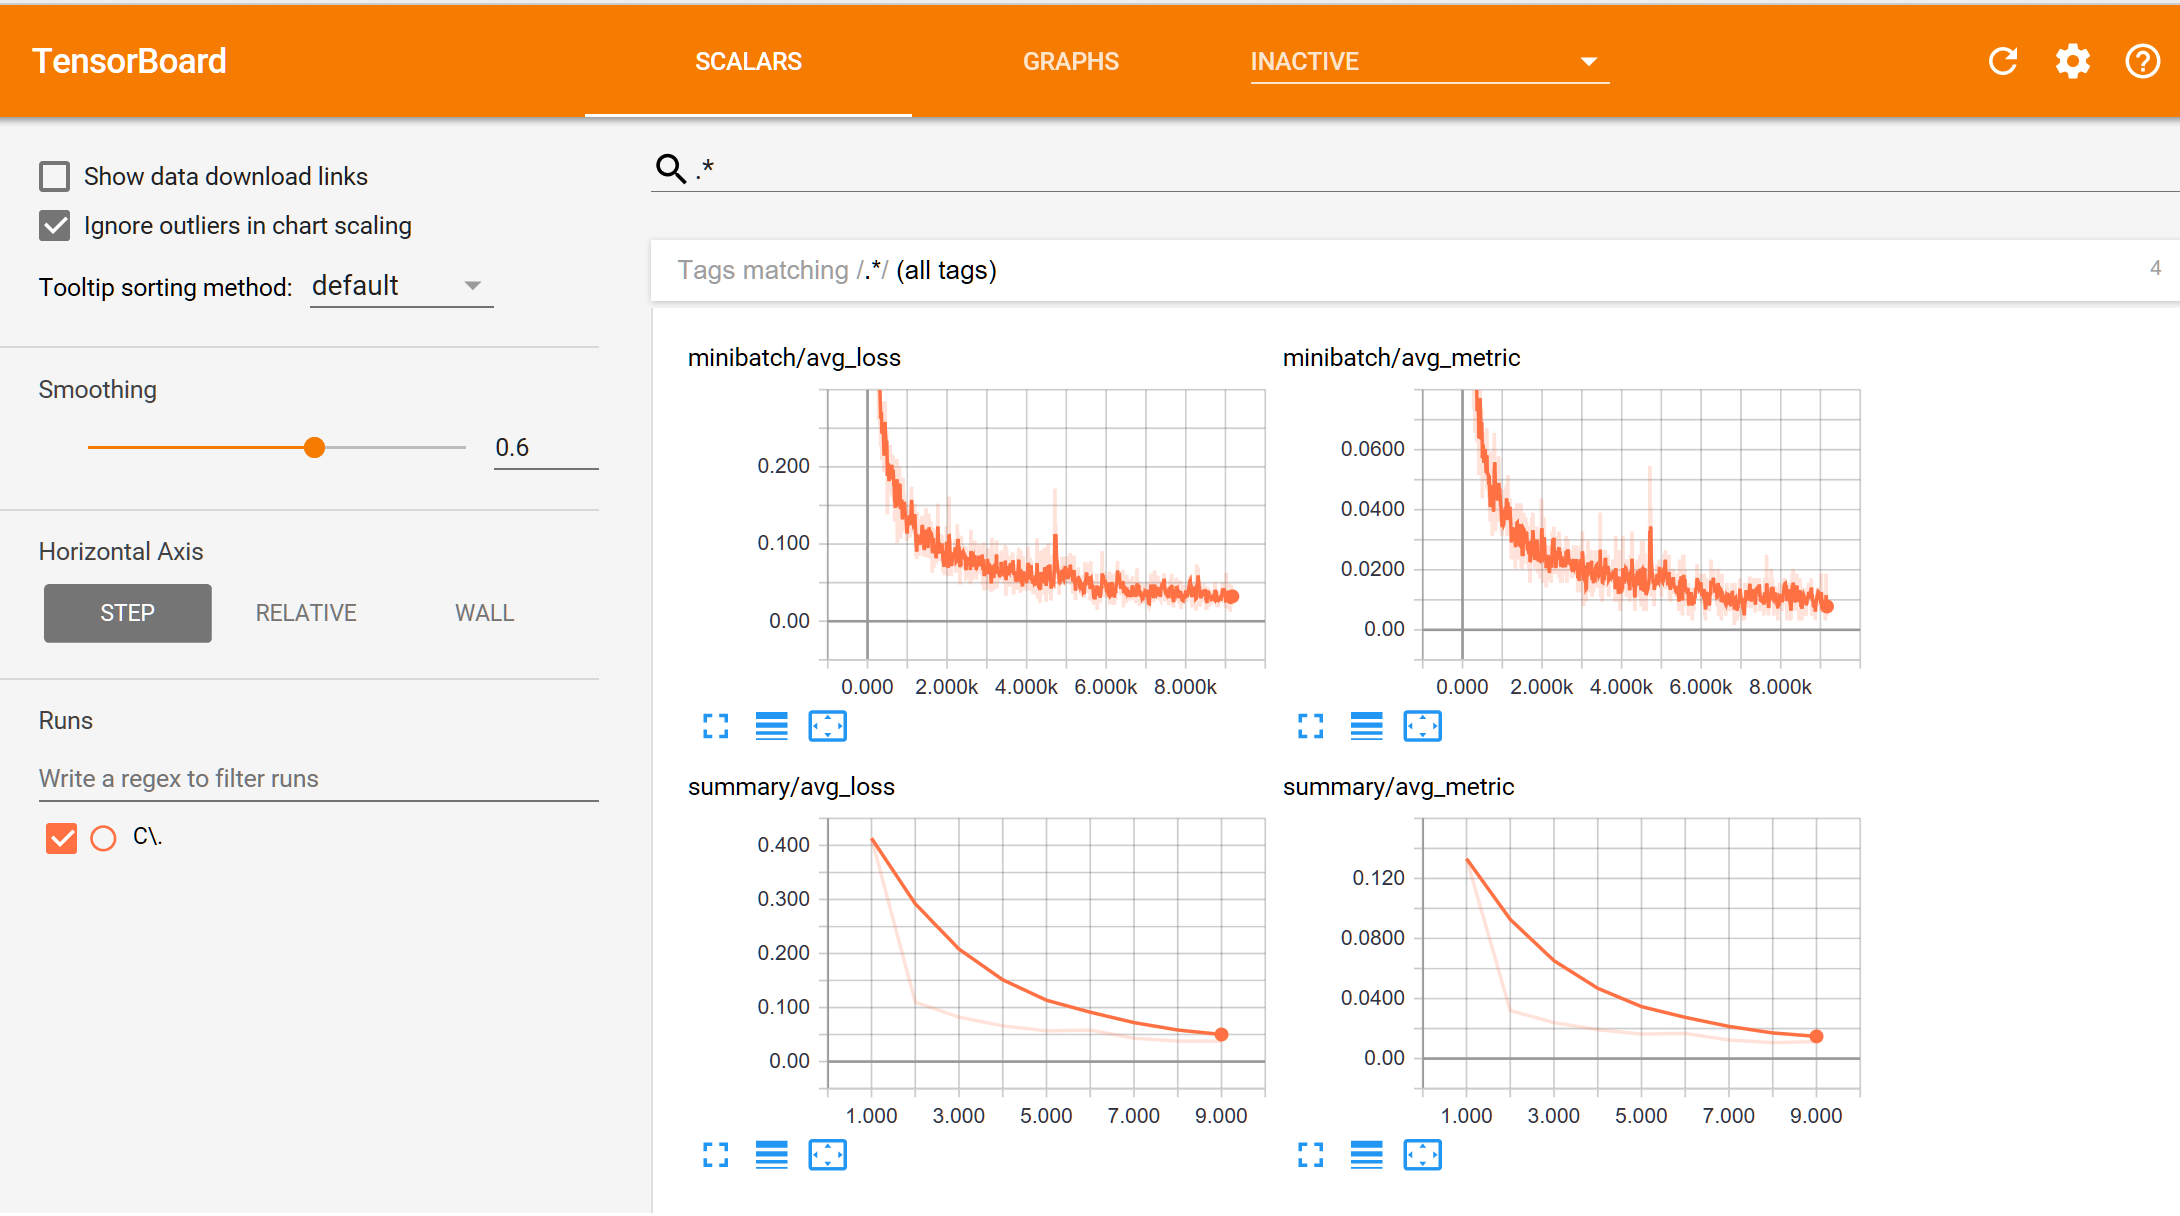 TensorBoard
SCALARS
GRAPHS
INACTIVE
Show data download links
Ignore outliers in chart scaling
Tooltip sorting method: default
Smoothing
0.6
Horizontal Axis
STEP RELATIVE WALL
Runs
Write a regex to filter runs
C\.
.*
Tags matching /.*/ (all tags)
4
minibatch/avg_loss
0.200
0.100
0.00
0.000 2.000k 4.000k 6.000k 8.000k
minibatch/avg_metric
0.0600
0.0400
0.0200
0.00
0.000 2.000k 4.000k 6.000k 8.000k
summary/avg_loss
0.400
0.300
0.200
0.100
0.00
1.000 3.000 5.000 7.000 9.000
summary/avg_metric
0.120
0.0800
0.0400
0.00
1.000 3.000 5.000 7.000 9.000